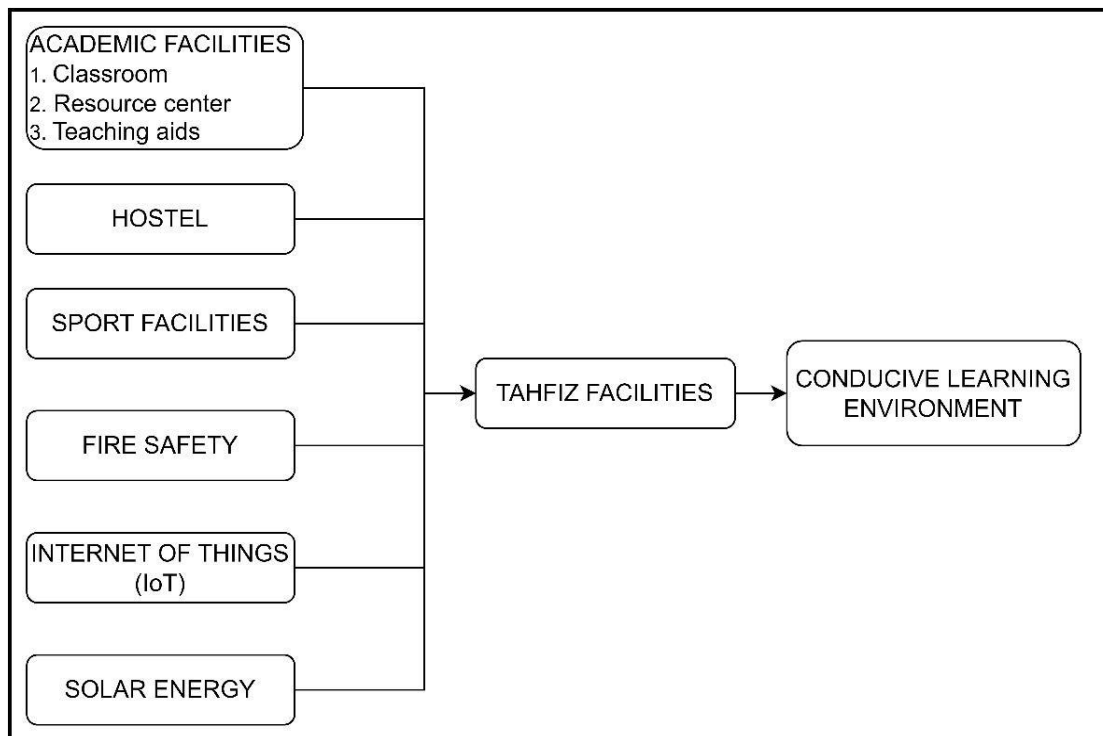 ACADEMIC FACILITIES
1. Classroom
2. Resource center
3. Teaching aids
HOSTEL
SPORT FACILITIES
FIRE SAFETY
INTERNET OF THINGS
(IoT)
SOLAR ENERGY
TAHFIZ FACILITIES
CONDUCIVE LEARNING
ENVIRONMENT